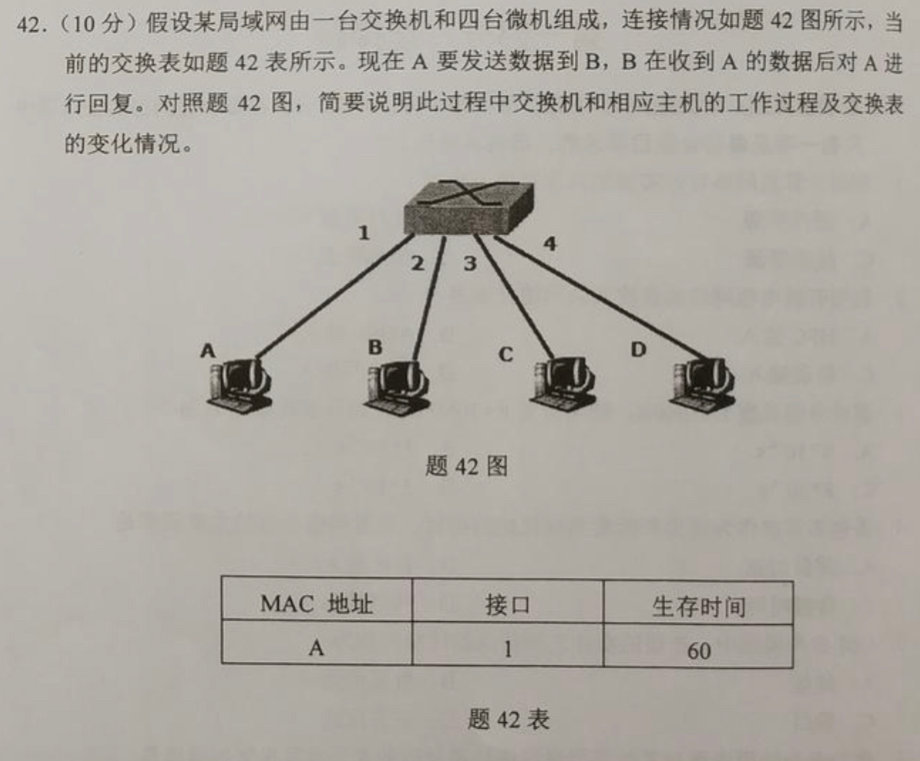 42.（10 分）假设某局域网由一台交换机和四台微机组成，连接情况如题 42 图所示，当
前的交换表如题 42 表所示。现在 A 要发送数据到 B，B 在收到 A 的数据后对 A 进
行回复。对照题 42 图，简要说明此过程中交换机和相应主机的工作过程及交换表
的变化情况。
1
2
3
4
A
B
C
D
题 42 图
MAC 地址 接口 生存时间
A 1 60
题 42 表